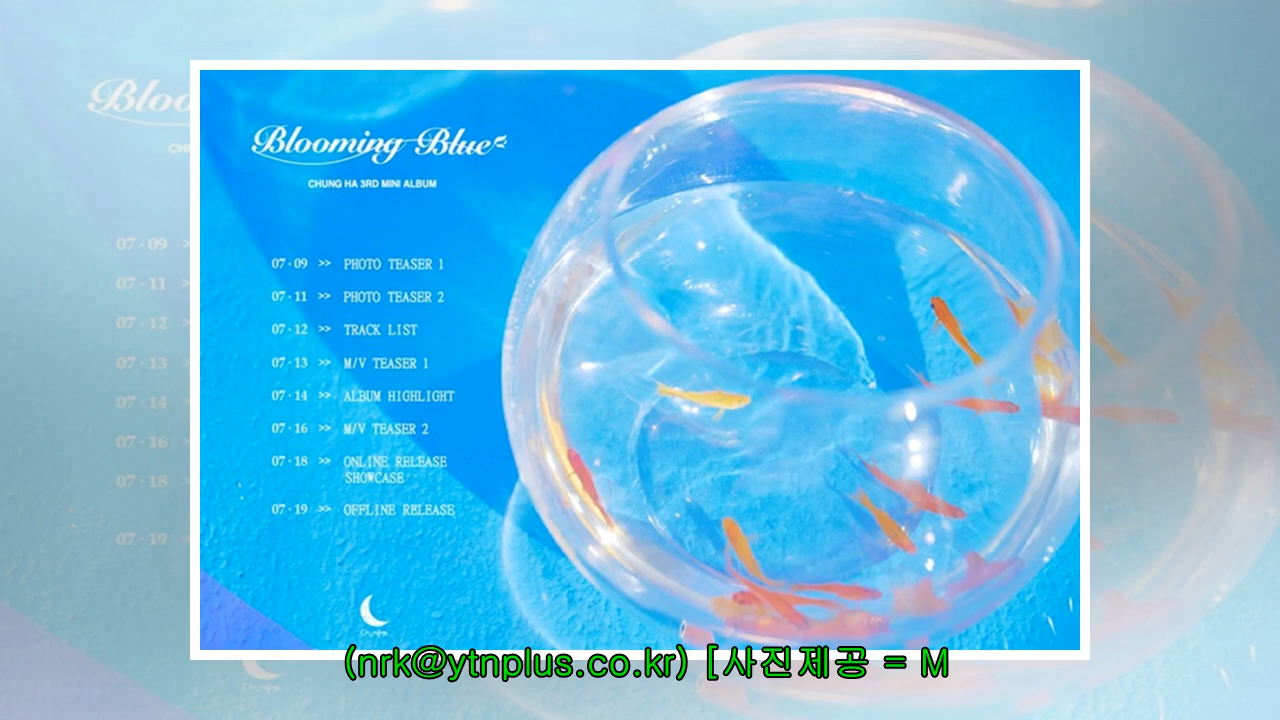 Blooming Blue
CHUNG HA 3RD MINI ALBUM
07·09 >> PHOTO TEASER 1
07·11 >> PHOTO TEASER 2
07·12 >> TRACK LIST
07·13 >> M/V TEASER 1
07·14 >> ALBUM HIGHLIGHT
07·16 >> M/V TEASER 2
07·18 >> ONLINE RELEASE
SHOWCASE
07·19 >> OFFLINE RELEASE
(nrk@ytnplus.co.kr) [사진제공 = M